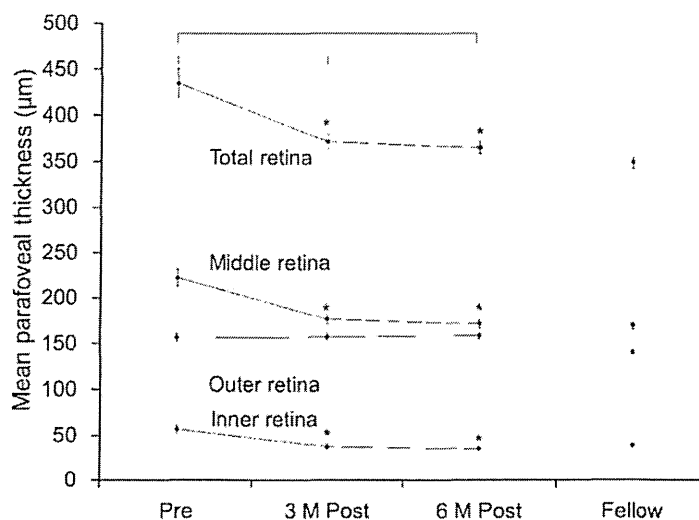 500
450
400
350
300
250
200
150
100
50
0
Mean parafoveal thickness (μm)
*
*
Total retina
Middle retina
*
*
Outer retina
Inner retina
*
*
Pre
3 M Post
6 M Post
Fellow